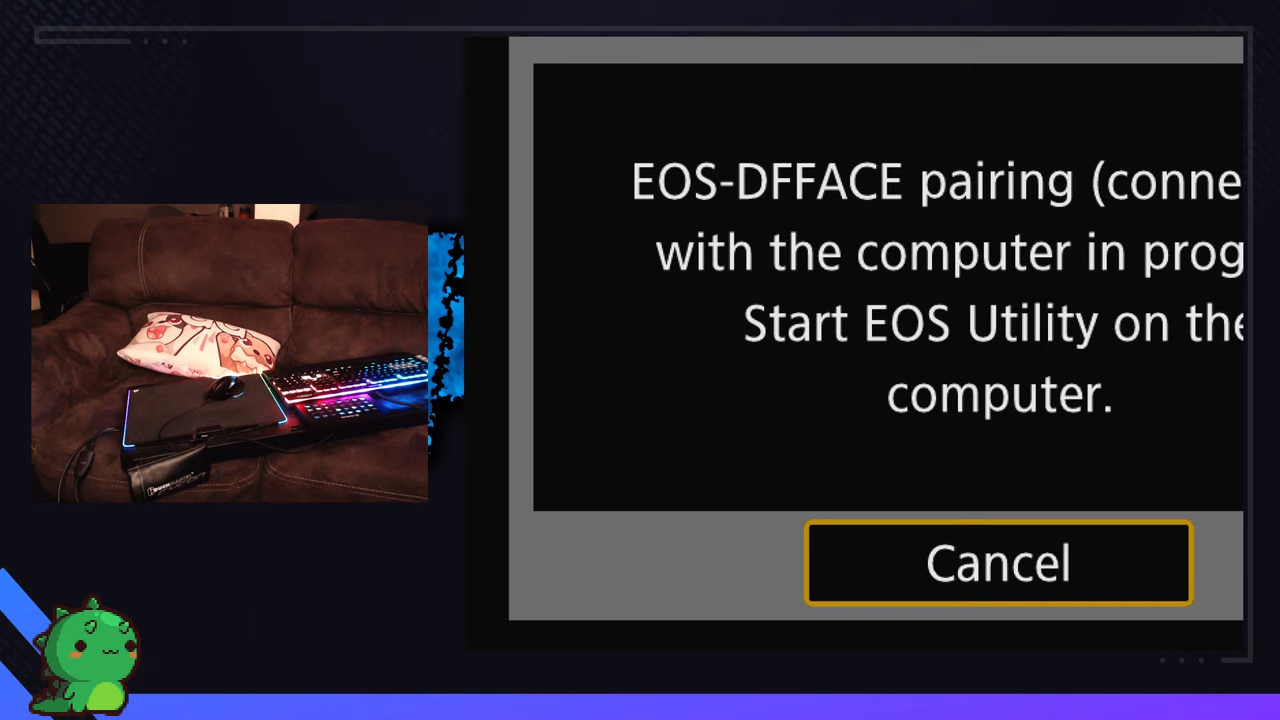 EOS-DFFACE pairing (conne
with the computer in prog
Start EOS Utility on the
computer.
Cancel